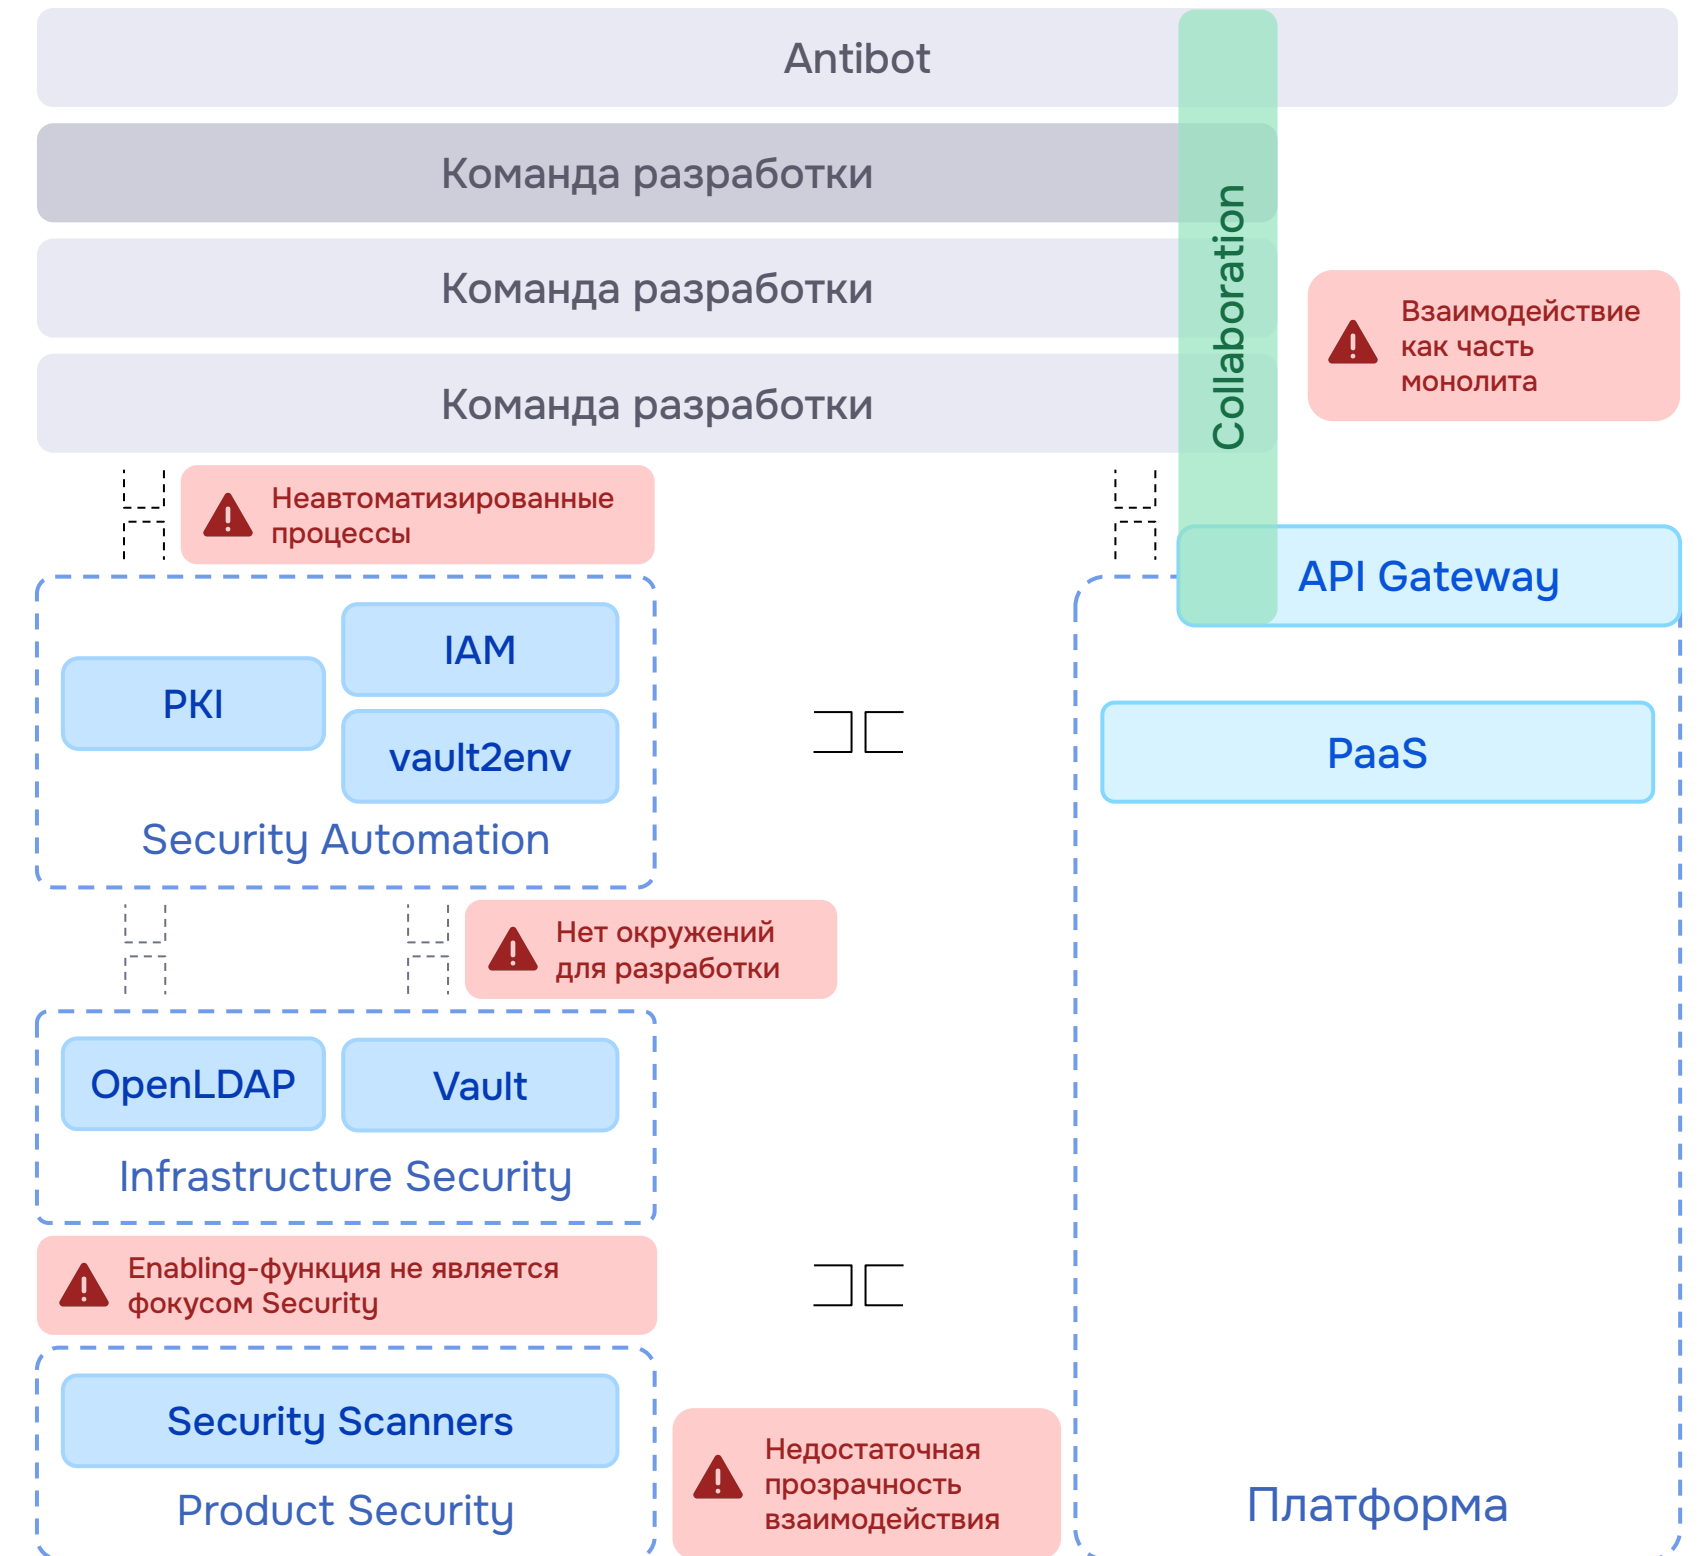 Antibot
Команда разработки
Команда разработки
Команда разработки
Collaboration
Взаимодействие
как часть
монолита
Неавтоматизированные
процессы
API Gateway
IAM
PKI
vault2env
Security Automation
PaaS
Нет окружений
для разработки
OpenLDAP
Vault
Infrastructure Security
Enabling-функция не является
фокусом Security
Security Scanners
Product Security
Недостаточная
прозрачность
взаимодействия
Платформа